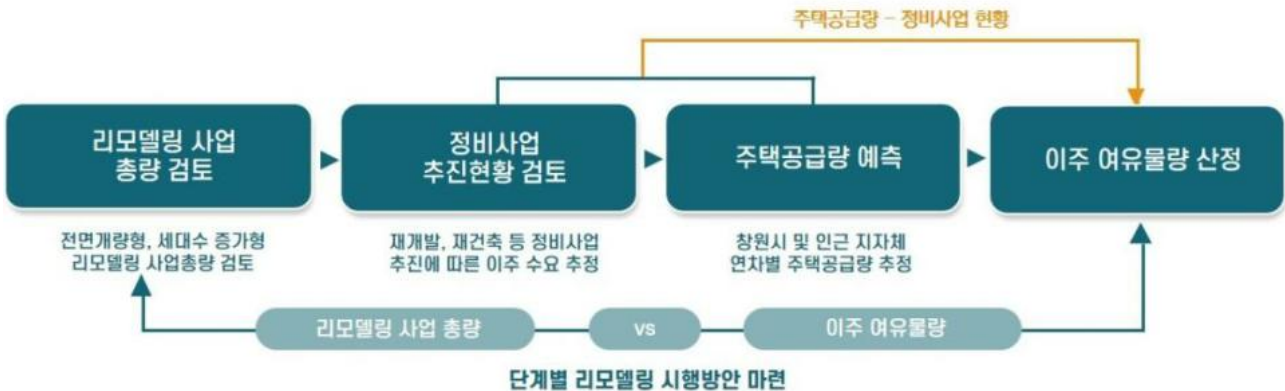 주택공급량 – 정비사업 현황
리모델링 사업
총량 검토
정비사업
추진현황 검토
주택공급량 예측
이주 여유물량 산정
전면개량형, 세대수 증가형
리모델링 사업총량 검토
재개발, 재건축 등 정비사업
추진에 따른 이주 수요 추정
창원시 및 인근 지자체
연차별 주택공급량 추정
리모델링 사업 총량
vs
이주 여유물량
단계별 리모델링 시행방안 마련